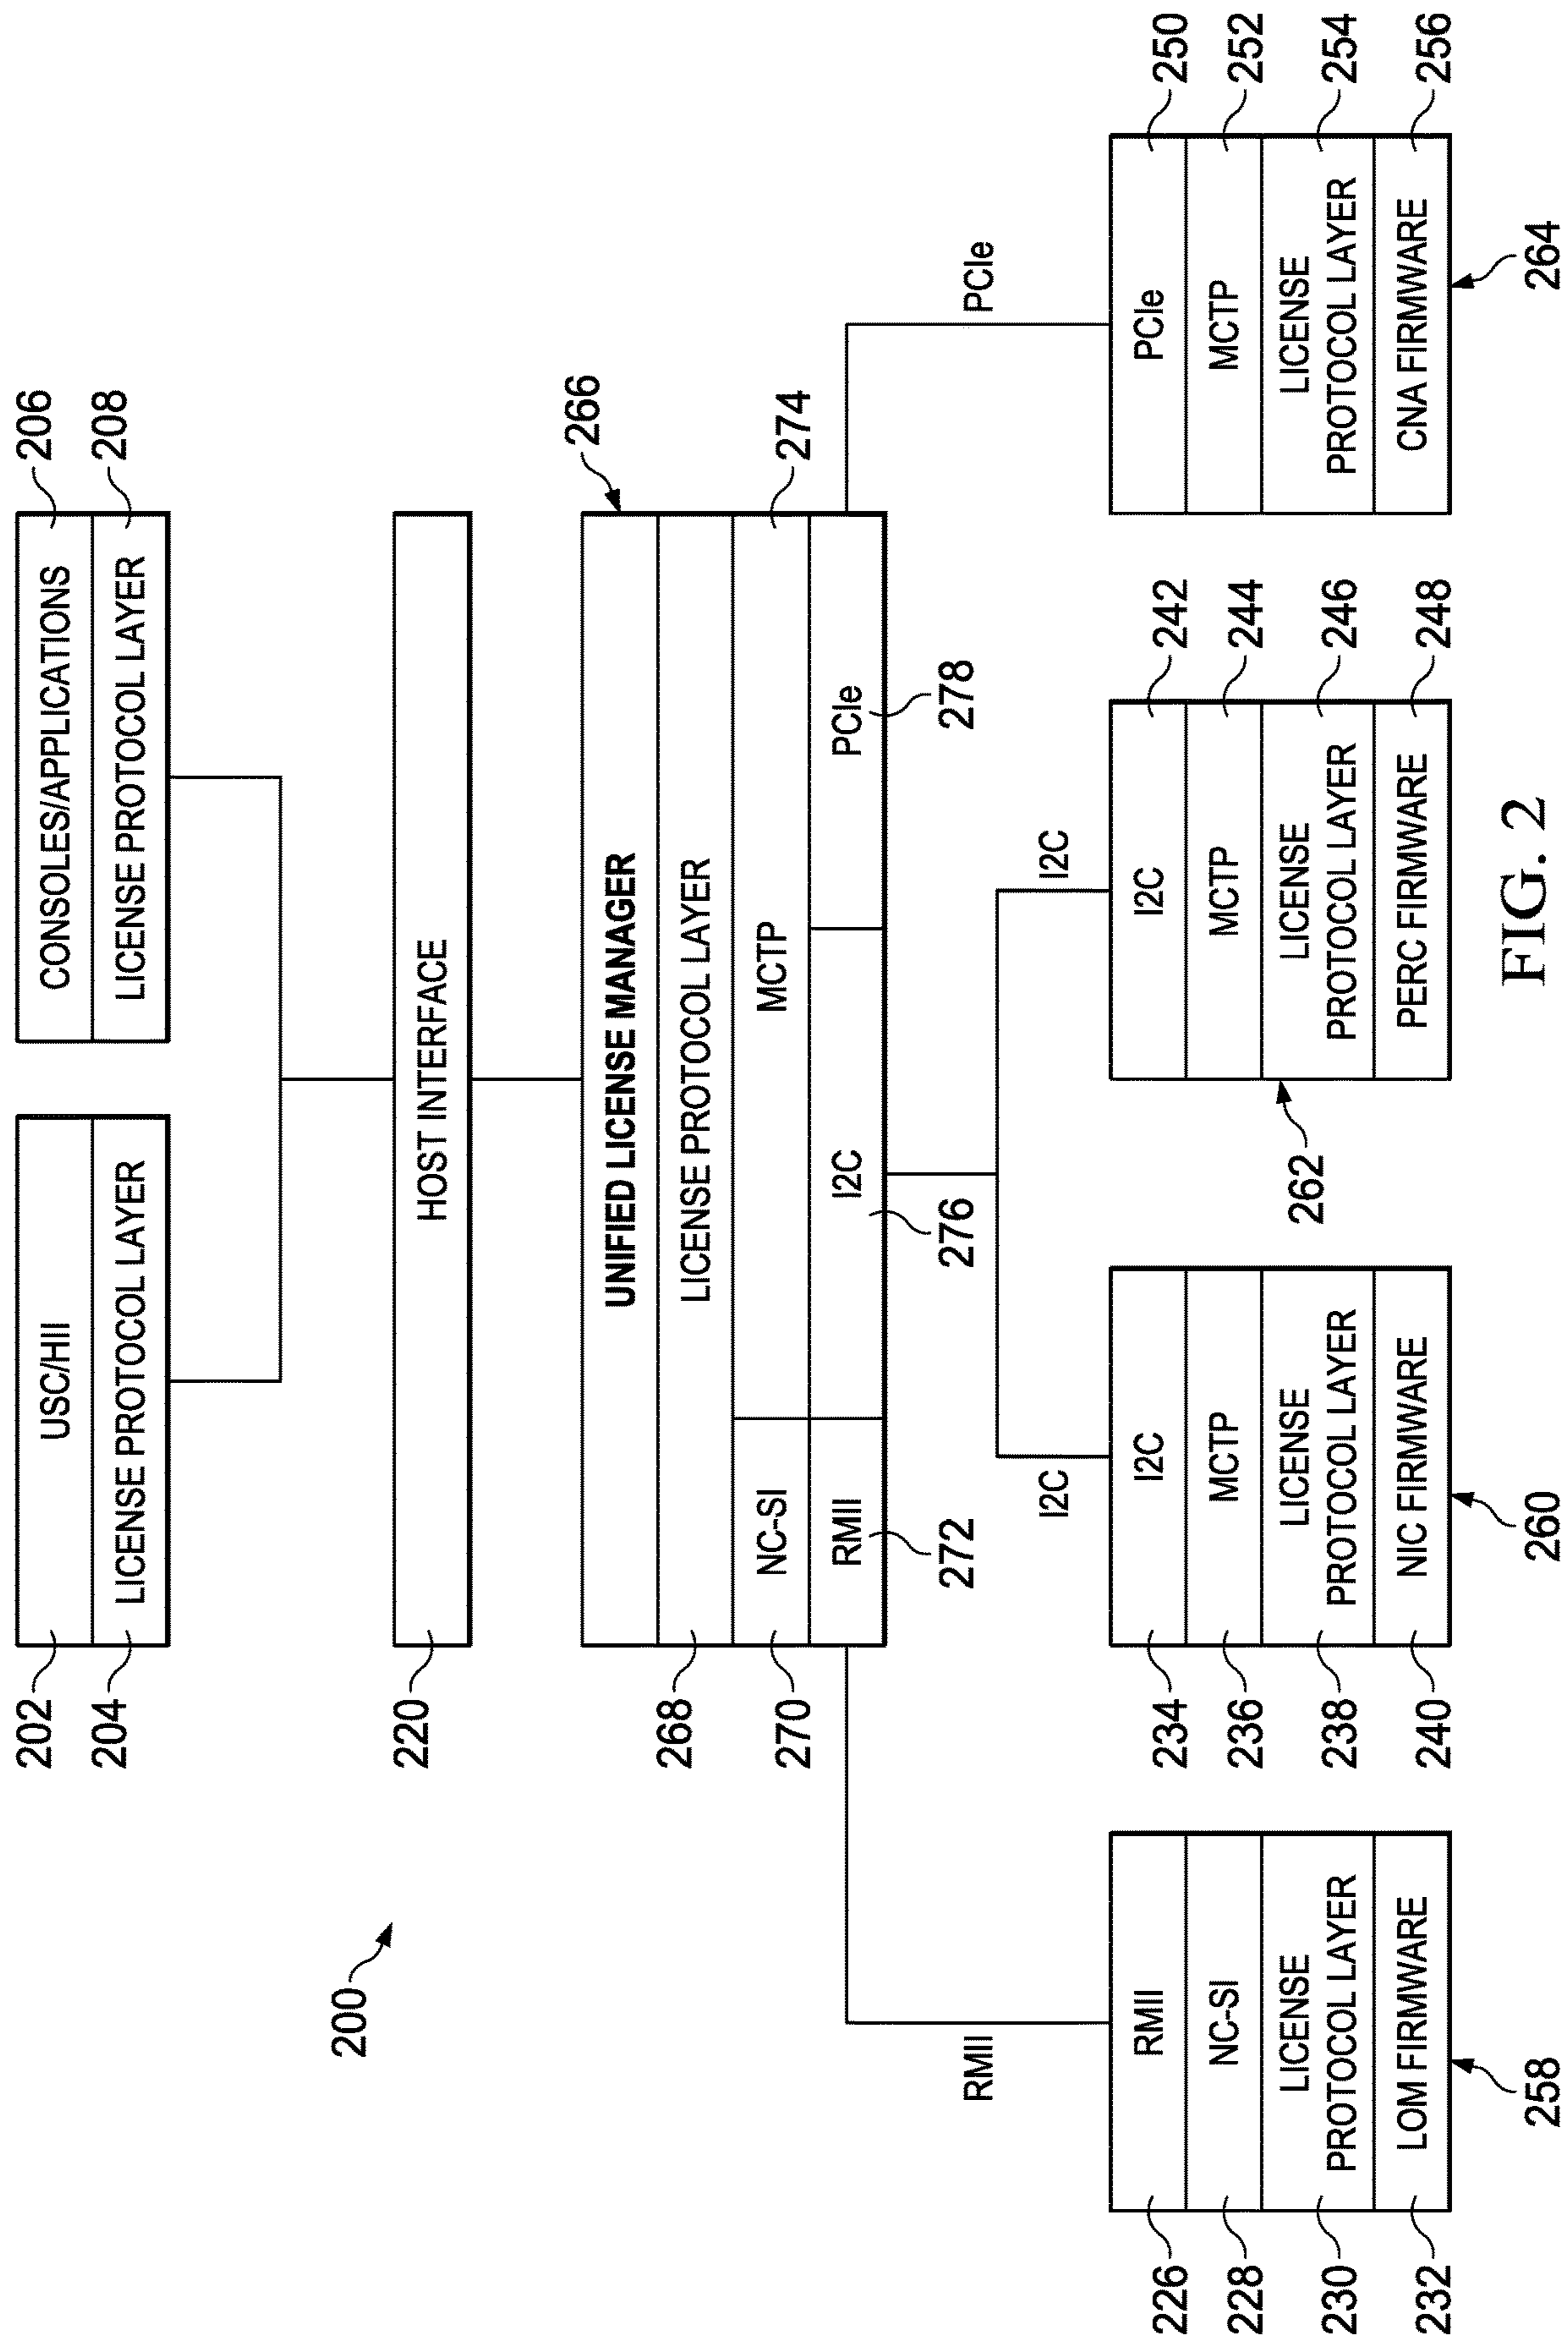 200
202
USC/HII
CONSOLES/APPLICATIONS
206
204
LICENSE PROTOCOL LAYER
LICENSE PROTOCOL LAYER
208
220
HOST INTERFACE
UNIFIED LICENSE MANAGER
266
268
LICENSE PROTOCOL LAYER
270
NC-SI
MCTP
274
RMII
I2C
PCIe
272
276
278
RMII
I2C
I2C
PCIe
226
RMII
228
NC-SI
230
LICENSE
PROTOCOL LAYER
232
LOM FIRMWARE
258
234
I2C
236
MCTP
238
LICENSE
PROTOCOL LAYER
240
NIC FIRMWARE
260
I2C
242
MCTP
244
LICENSE
PROTOCOL LAYER
246
PERC FIRMWARE
248
262
PCIe
250
MCTP
252
LICENSE
PROTOCOL LAYER
254
CNA FIRMWARE
256
264
FIG. 2